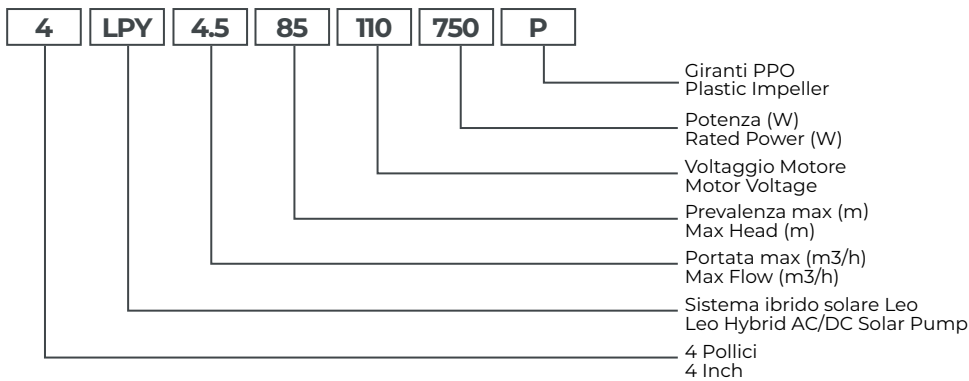 4 LPY 4.5 85 110 750 P
Giranti PPO
Plastic Impeller
Potenza (W)
Rated Power (W)
Voltaggio Motore
Motor Voltage
Prevalenza max (m)
Max Head (m)
Portata max (m3/h)
Max Flow (m3/h)
Sistema ibrido solare Leo
Leo Hybrid AC/DC Solar Pump
4 Pollici
4 Inch